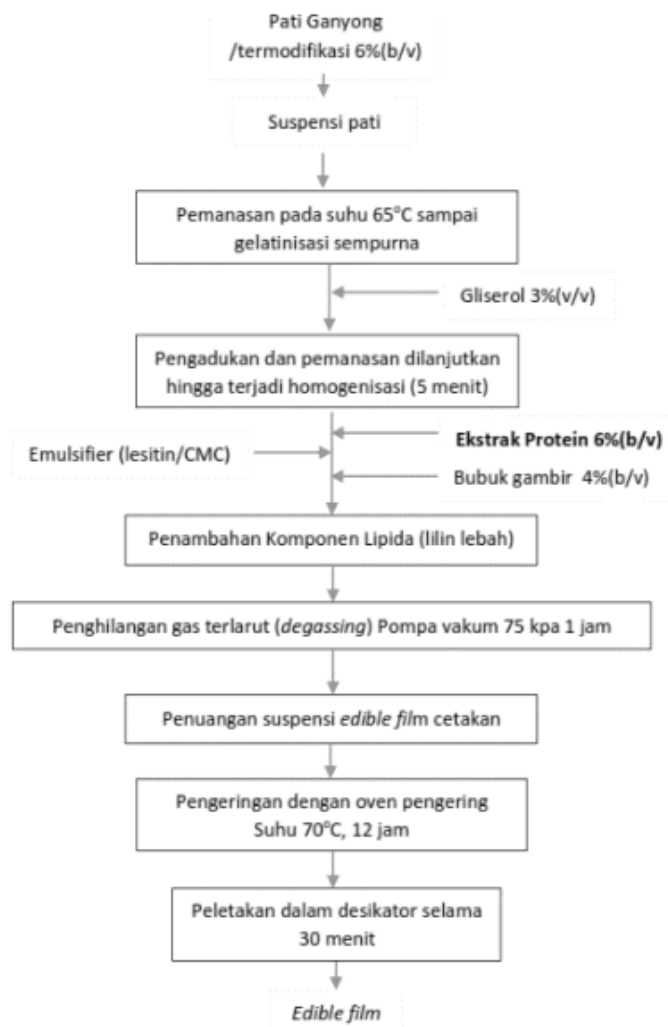 Pati Ganyong
/termodifikasi 6%(b/v)
Suspensi pati
Pemanasan pada suhu 65°C sampai
gelatinisasi sempurna
Gliserol 3%(v/v)
Pengadukan dan pemanasan dilanjutkan
hingga terjadi homogenisasi (5 menit)
Ekstrak Protein 6%(b/v)
Emulsifier (lesitin/CMC)
Bubuk gambir 4%(b/v)
Penambahan Komponen Lipida (lilin lebah)
Penghilangan gas terlarut (degassing) Pompa vakum 75 kpa 1 jam
Penuangan suspensi edible film cetakan
Pengeringan dengan oven pengering
Suhu 70°C, 12 jam
Peletakan dalam desikator selama
30 menit
Edible film